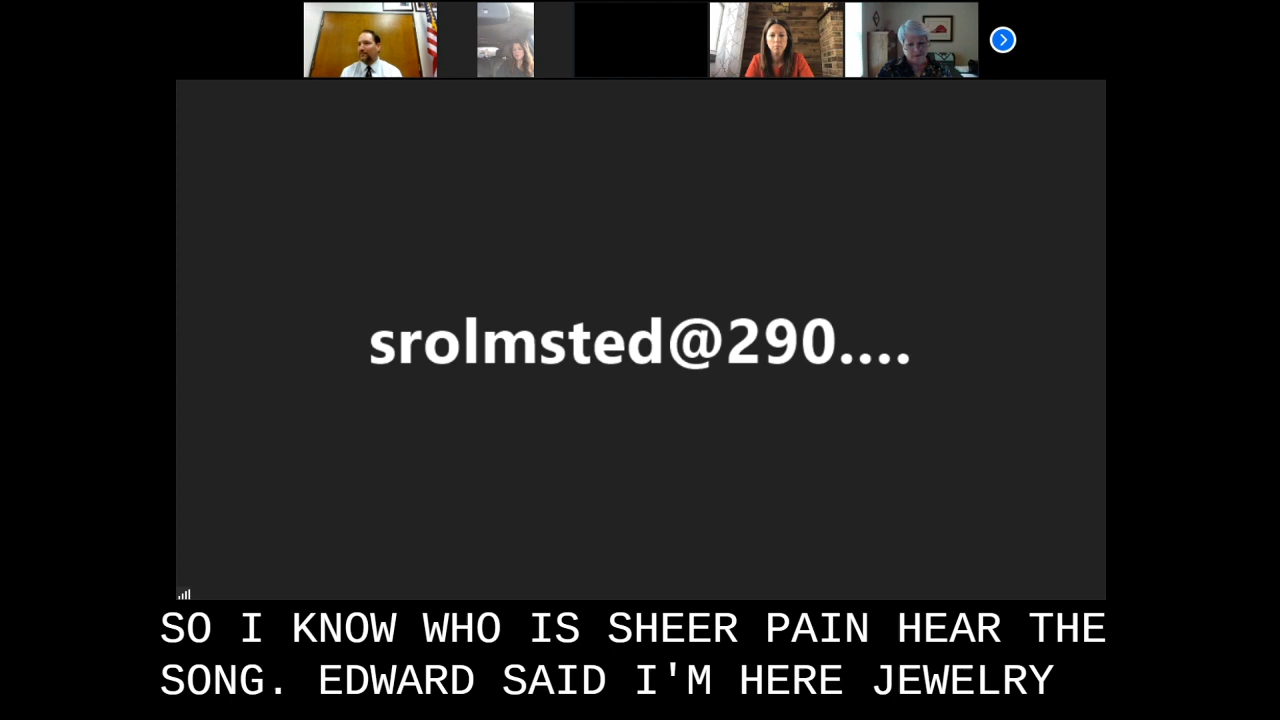 srolmsted@290....
SO I KNOW WHO IS SHEER PAIN HEAR THE
SONG. EDWARD SAID I'M HERE JEWELRY